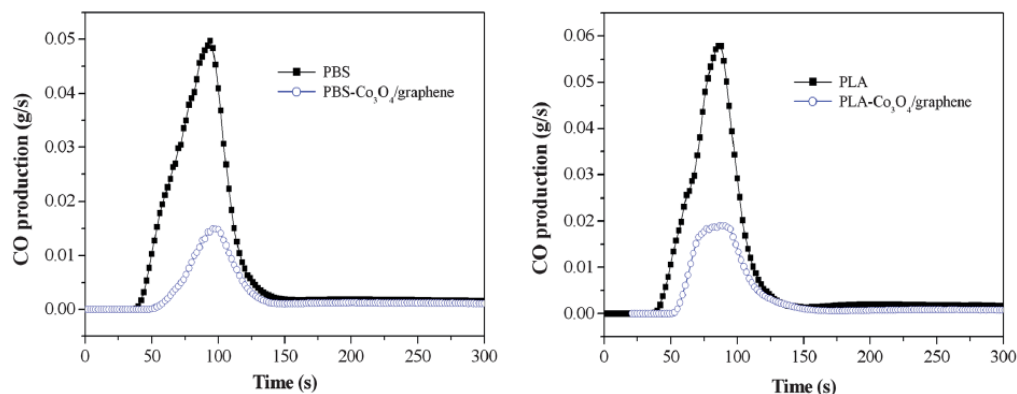 0.05
0.04
0.03
0.02
0.01
0.00
CO production (g/s)
PBS
PBS-Co₃O₄/graphene
0 50 100 150 200 250 300
Time (s)
0.06
0.05
0.04
0.03
0.02
0.01
0.00
CO production (g/s)
PLA
PLA-Co₃O₄/graphene
0 50 100 150 200 250 300
Time (s)